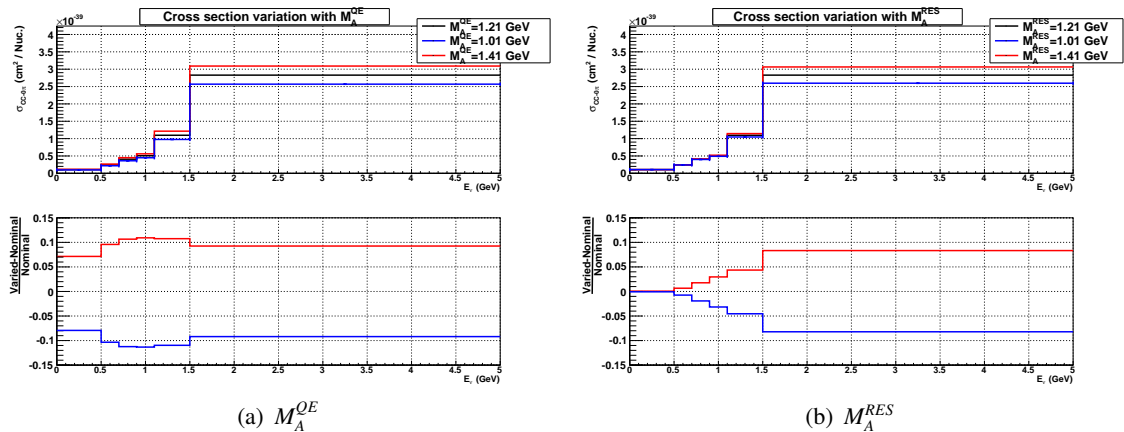 Cross section variation with M_A^QE
×10^-39
σ_CC-0π (cm² / Nuc.)
M_A^QE=1.21 GeV
M_A^QE=1.01 GeV
M_A^QE=1.41 GeV
4
3.5
3
2.5
2
1.5
1
0.5
0
0 0.5 1 1.5 2 2.5 3 3.5 4 4.5 5
E_ν (GeV)
Varied-Nominal
Nominal
0.15
0.1
0.05
0
-0.05
-0.1
-0.15
0 0.5 1 1.5 2 2.5 3 3.5 4 4.5 5
E_ν (GeV)
(a) M_A^QE
Cross section variation with M_A^RES
×10^-39
σ_CC-0π (cm² / Nuc.)
M_A^RES=1.21 GeV
M_A^RES=1.01 GeV
M_A^RES=1.41 GeV
4
3.5
3
2.5
2
1.5
1
0.5
0
0 0.5 1 1.5 2 2.5 3 3.5 4 4.5 5
E_ν (GeV)
Varied-Nominal
Nominal
0.15
0.1
0.05
0
-0.05
-0.1
-0.15
0 0.5 1 1.5 2 2.5 3 3.5 4 4.5 5
E_ν (GeV)
(b) M_A^RES